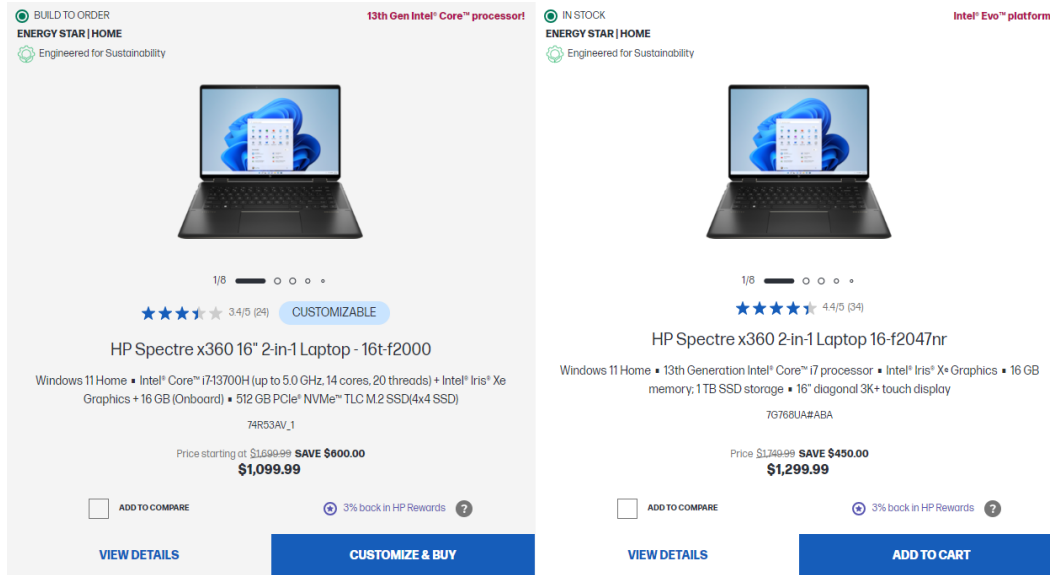 BUILD TO ORDER
13th Gen Intel® Core™ processor!
ENERGY STAR | HOME
Engineered for Sustainability
1/8
3.4/5 (24)
CUSTOMIZABLE
HP Spectre x360 16" 2-in-1 Laptop - 16t-f2000
Windows 11 Home ▪ Intel® Core™ i7-13700H (up to 5.0 GHz, 14 cores, 20 threads) + Intel® Iris® Xe
Graphics + 16 GB (Onboard) ▪ 512 GB PCIe® NVMe™ TLC M.2 SSD(4x4 SSD)
74R53AV_1
Price starting at $1,699.99 SAVE $600.00
$1,099.99
ADD TO COMPARE
3% back in HP Rewards ?
VIEW DETAILS
CUSTOMIZE & BUY
IN STOCK
Intel® Evo™ platform
ENERGY STAR | HOME
Engineered for Sustainability
1/8
4.4/5 (34)
HP Spectre x360 2-in-1 Laptop 16-f2047nr
Windows 11 Home ▪ 13th Generation Intel® Core™ i7 processor ▪ Intel® Iris® Xᵉ Graphics ▪ 16 GB
memory; 1 TB SSD storage ▪ 16" diagonal 3K+ touch display
7G768UA#ABA
Price $1,749.99 SAVE $450.00
$1,299.99
ADD TO COMPARE
3% back in HP Rewards ?
VIEW DETAILS
ADD TO CART